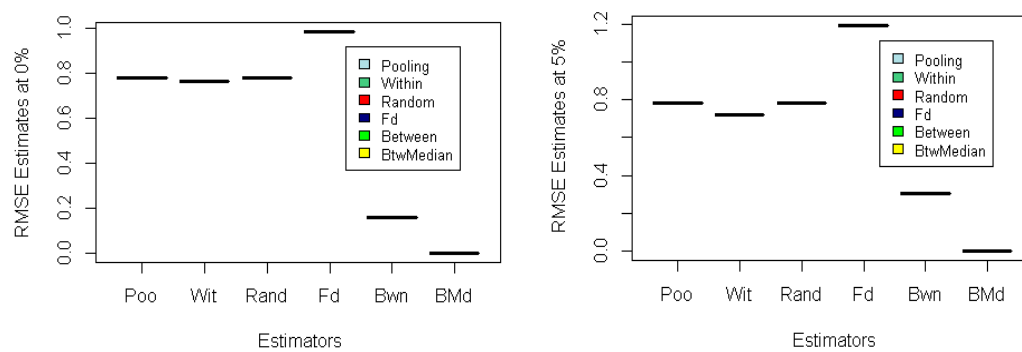 RMSE Estimates at 0%
1.0
0.8
0.6
0.4
0.2
0.0
Pooling
Within
Random
Fd
Between
BtwMedian
Poo Wit Rand Fd Bwn BMd
Estimators
RMSE Estimates at 5%
1.2
0.8
0.4
0.0
Pooling
Within
Random
Fd
Between
BtwMedian
Poo Wit Rand Fd Bwn BMd
Estimators